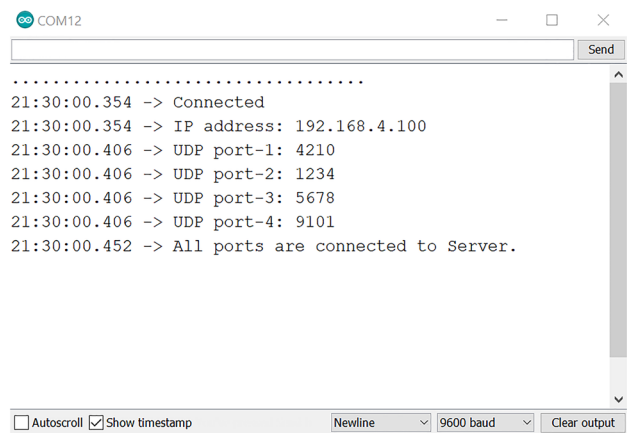 COM12
Send
...................................
21:30:00.354 -> Connected
21:30:00.354 -> IP address: 192.168.4.100
21:30:00.406 -> UDP port-1: 4210
21:30:00.406 -> UDP port-2: 1234
21:30:00.406 -> UDP port-3: 5678
21:30:00.406 -> UDP port-4: 9101
21:30:00.452 -> All ports are connected to Server.
Autoscroll Show timestamp Newline 9600 baud Clear output